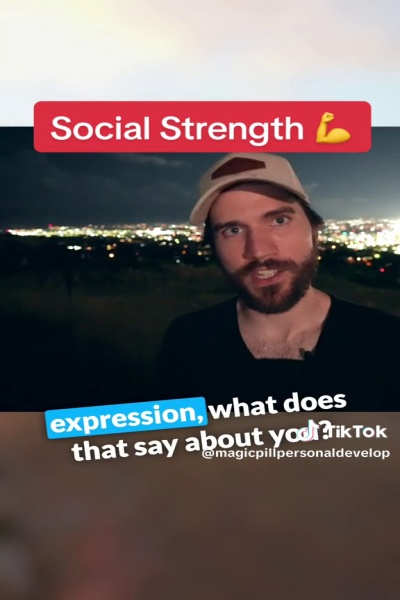 Social Strength 💪
expression, what does
that say about you?
TikTok
@magicpillpersonaldevelop